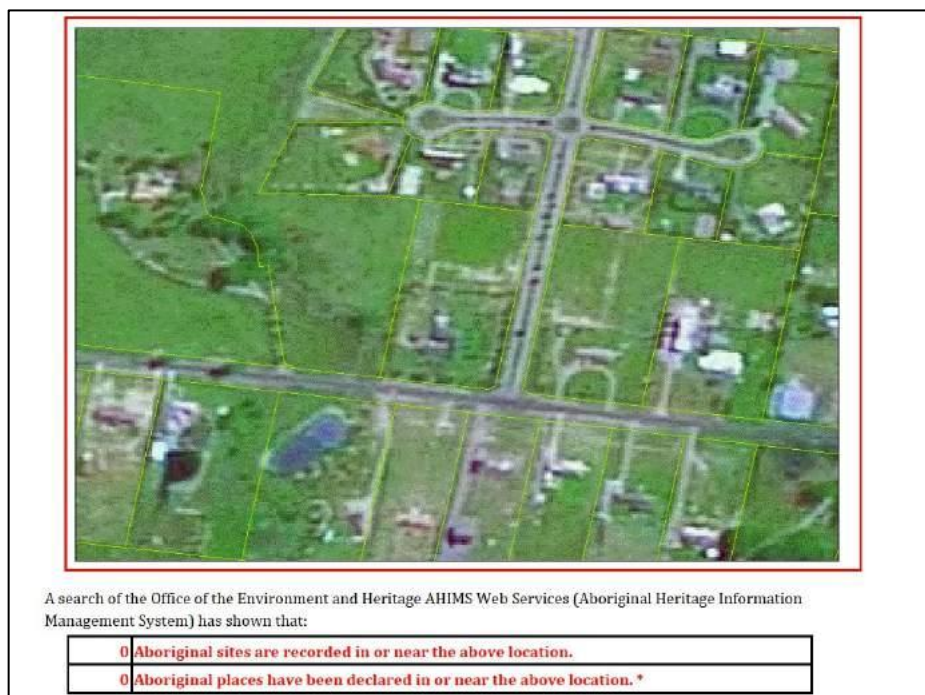 A search of the Office of the Environment and Heritage AHIMS Web Services (Aboriginal Heritage Information
Management System) has shown that:
0 Aboriginal sites are recorded in or near the above location.
0 Aboriginal places have been declared in or near the above location. *